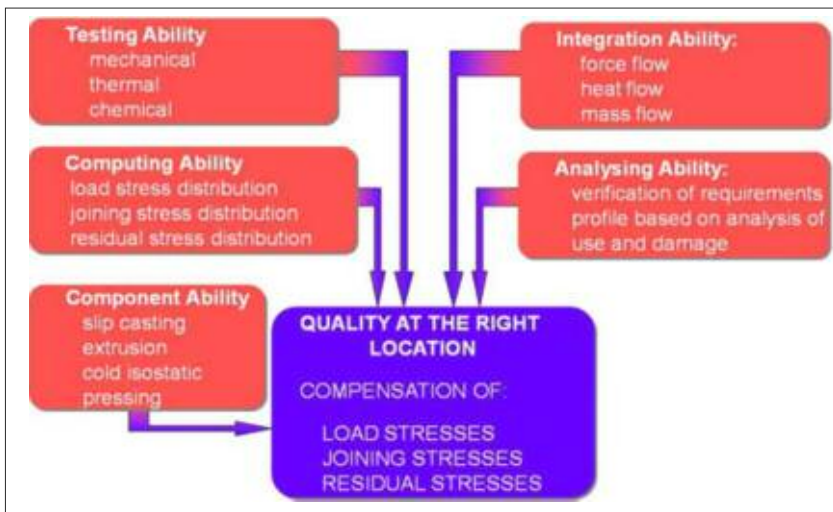 Testing Ability
mechanical
thermal
chemical
Computing Ability
load stress distribution
joining stress distribution
residual stress distribution
Component Ability
slip casting
extrusion
cold isostatic
pressing
Integration Ability:
force flow
heat flow
mass flow
Analysing Ability:
verification of requirements
profile based on analysis of
use and damage
QUALITY AT THE RIGHT
LOCATION
COMPENSATION OF:
LOAD STRESSES
JOINING STRESSES
RESIDUAL STRESSES